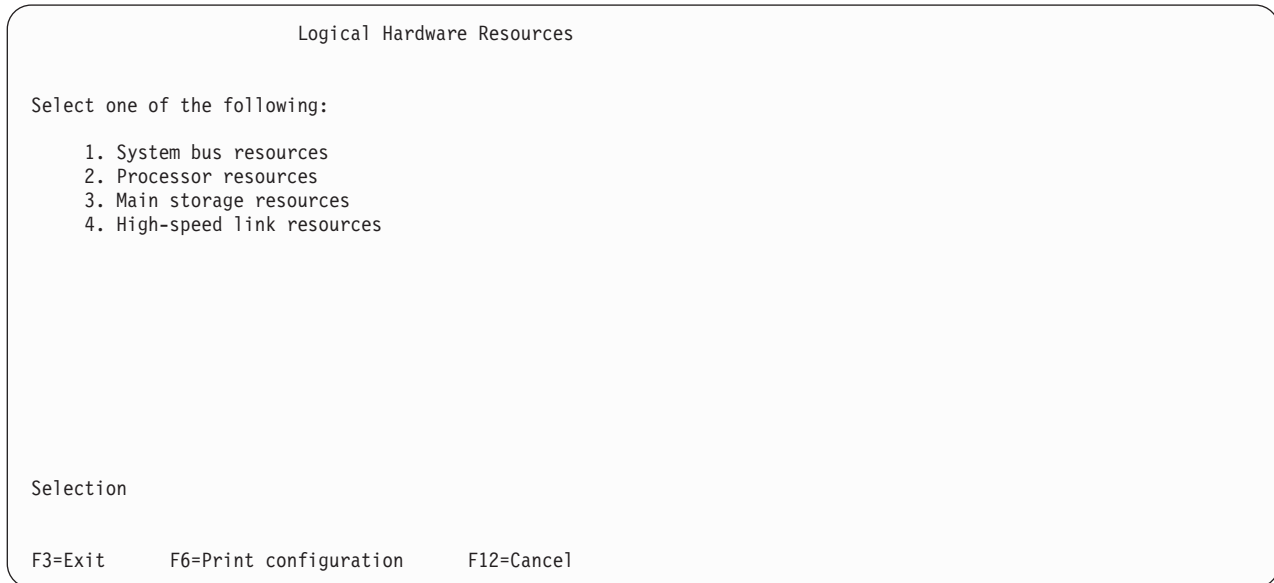 Logical Hardware Resources
Select one of the following:
1. System bus resources
2. Processor resources
3. Main storage resources
4. High-speed link resources
Selection
F3=Exit F6=Print configuration F12=Cancel